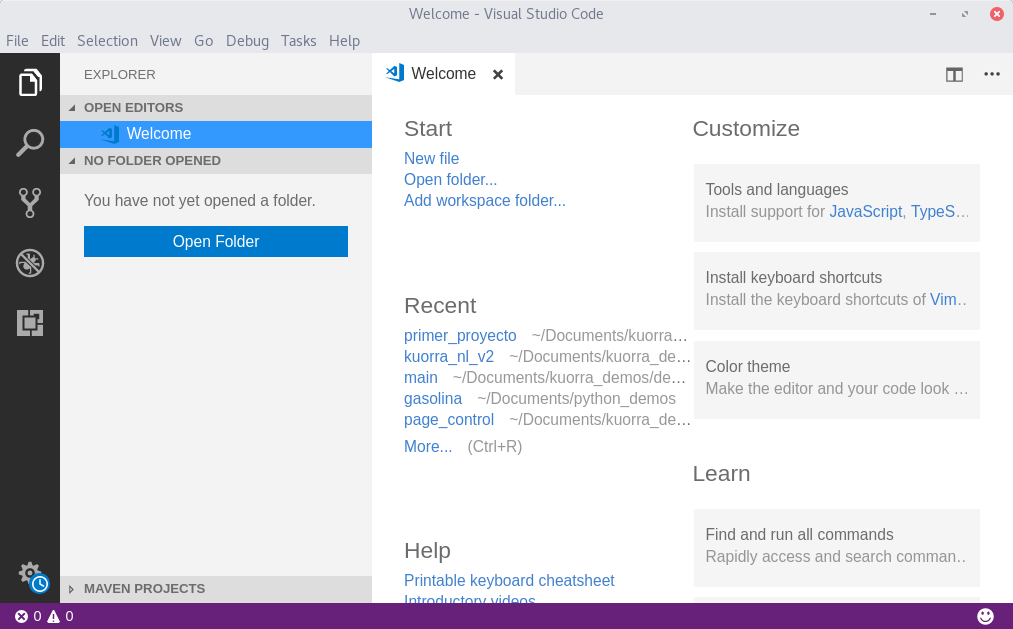 Welcome - Visual Studio Code
File Edit Selection View Go Debug Tasks Help
EXPLORER
OPEN EDITORS
Welcome
NO FOLDER OPENED
You have not yet opened a folder.
Open Folder
MAVEN PROJECTS
Welcome
Start
New file
Open folder...
Add workspace folder...
Recent
primer_proyecto ~/Documents/kuorra...
kuorra_nl_v2 ~/Documents/kuorra_de...
main ~/Documents/kuorra_demos/de...
gasolina ~/Documents/python_demos
page_control ~/Documents/kuorra_de...
More... (Ctrl+R)
Help
Printable keyboard cheatsheet
Introductory videos
Customize
Tools and languages
Install support for JavaScript, TypeS...
Install keyboard shortcuts
Install the keyboard shortcuts of Vim...
Color theme
Make the editor and your code look ...
Learn
Find and run all commands
Rapidly access and search comman...
0 0